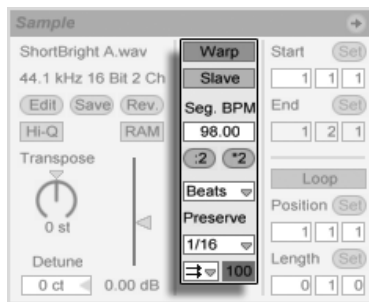 Sample
ShortBright A.wav
44.1 kHz 16 Bit 2 Ch
Edit Save Rev.
Hi-Q RAM
Transpose
0 st
Detune
0 ct 0.00 dB
Warp
Slave
Seg. BPM
98.00
:2 *2
Beats
Preserve
1/16
100
Start Set
1 1 1
End Set
1 2 1
Loop
Position Set
1 1 1
Length Set
0 1 0